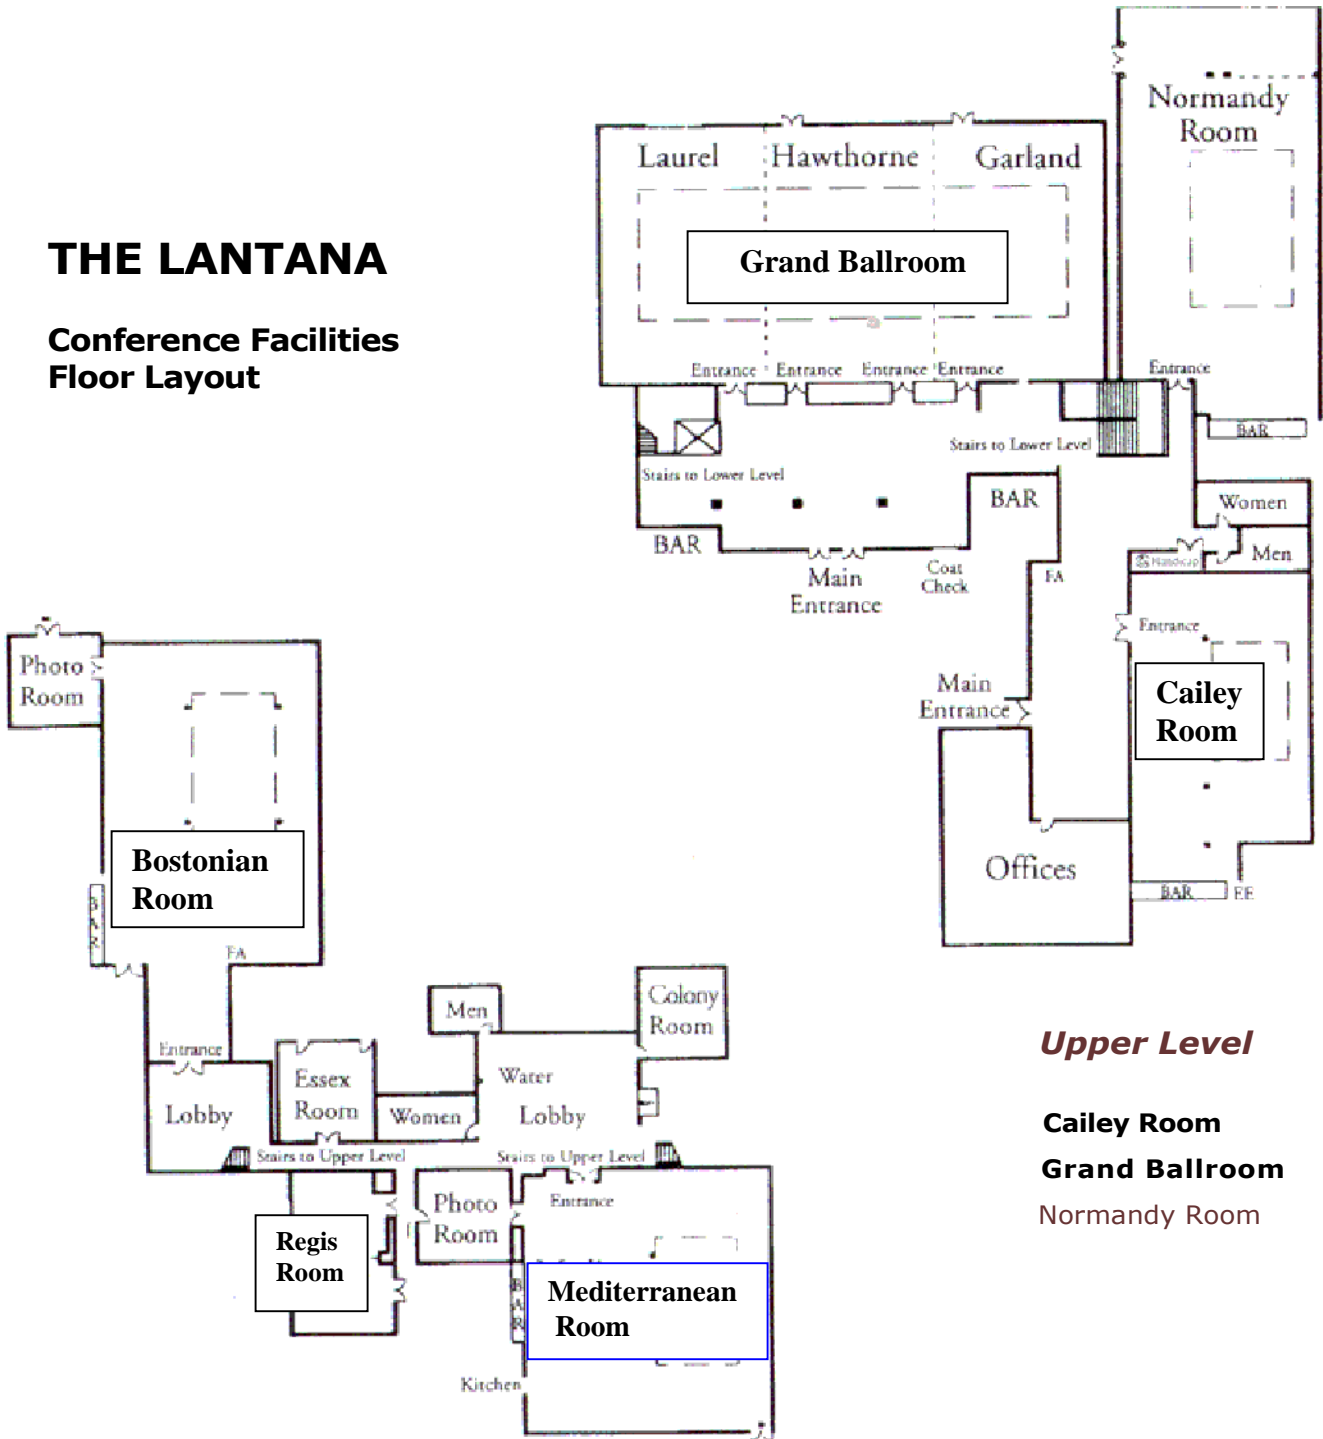 THE LANTANA
Conference Facilities
Floor Layout
Normandy
Room
Laurel
Hawthorne
Garland
Grand Ballroom
Entrance
Entrance
Entrance
Entrance
Entrance
BAR
Stairs to Lower Level
Stairs to Lower Level
BAR
Women
BAR
Men
Main
Entrance
Coat
Check
FA
Handicap
Entrance
Photo
Room
Main
Entrance
Cailey
Room
Bostonian
Room
Offices
BAR
BAR
EE
FA
Men
Colony
Room
Upper Level
Entrance
Essex
Room
Water
Lobby
Women
Lobby
Cailey Room
Stairs to Upper Level
Stairs to Upper Level
Grand Ballroom
Photo
Room
Entrance
Normandy Room
Regis
Room
BAR
Mediterranean
Room
Kitchen